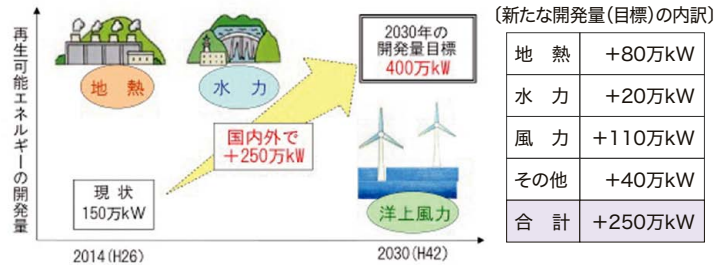 再生可能エネルギーの開発量
地 熱
水 力
2030年の
開発量目標
400万kW
国内外で
+250万kW
現 状
150万kW
洋上風力
2014(H26)
2030(H42)
〔新たな開発量(目標)の内訳〕
地 熱 +80万kW
水 力 +20万kW
風 力 +110万kW
その他 +40万kW
合 計 +250万kW